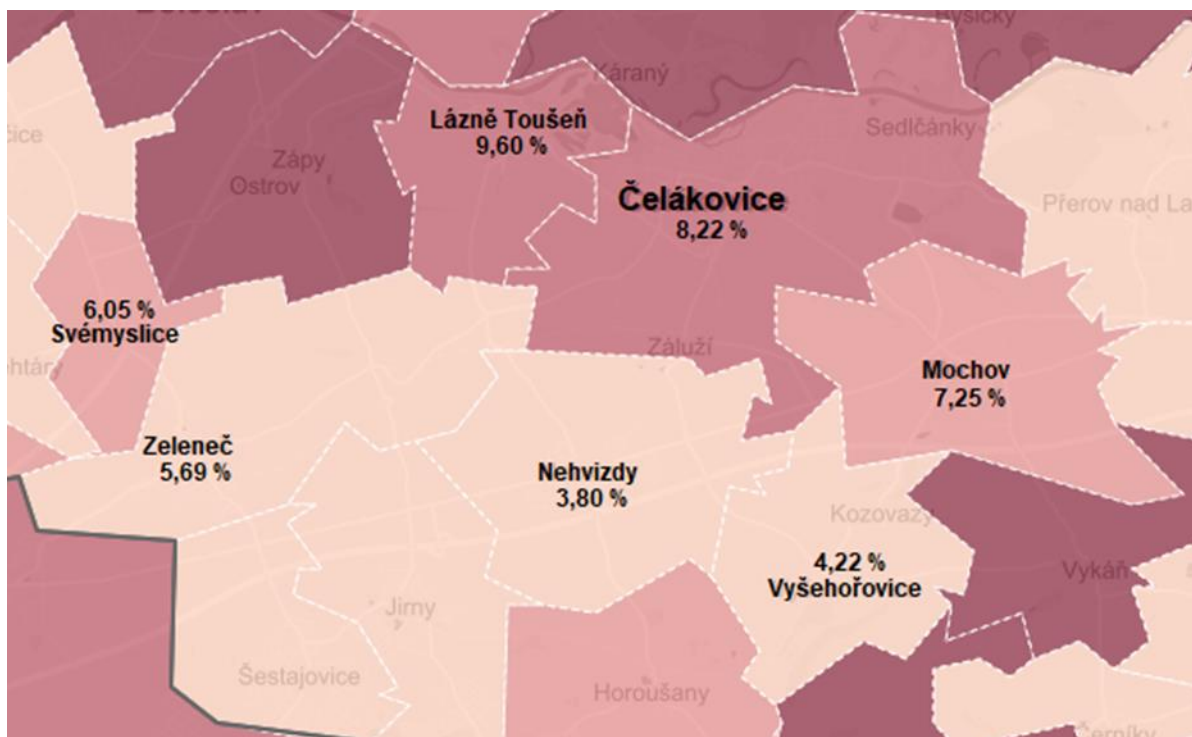 Káraný
Lázně Toušeň
9,60 %
Sedlčánky
Zápy
Ostrov
Čelákovice
8,22 %
Přerov nad La
6,05 %
Svémyslice
Záluží
Mochov
7,25 %
Zeleneč
5,69 %
Nehvizdy
3,80 %
Kozovazy
4,22 %
Vyšehořovice
Vykáň
Jirny
Šestajovice
Horoušany
Černíky